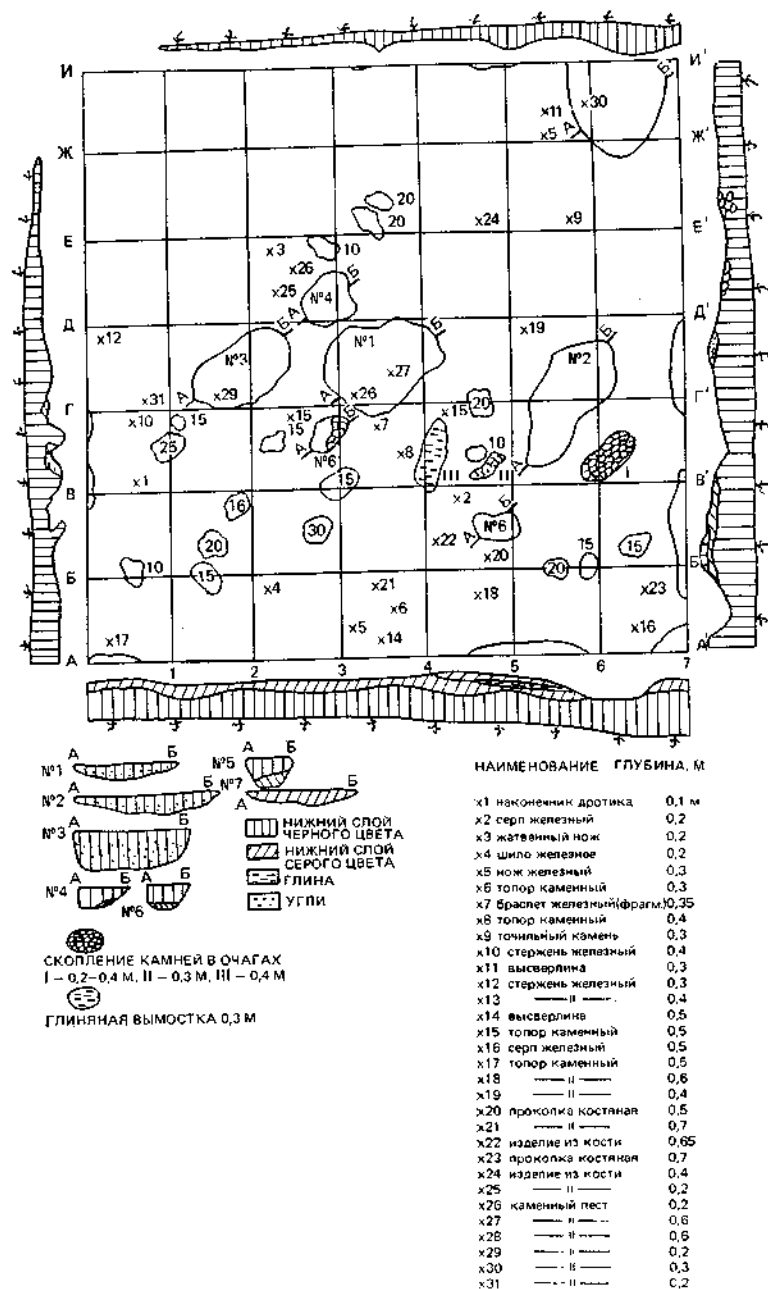 И И'
Б
x11 x30
x5 А
Ж Ж'
20
20 x24 x9
Е Е'
x3 10
x26
x25 А №4 Б
Д Д'
x12 Б №1 Б x19 Б
№3 №2
x27
x31 А x29 А x26
Г Г'
x10 15 x15 Б x7 x15 20
25 15 А №6 x8 10
III II А I
x1 15
В В'
16 x2 Б
20 30 x22 А №6 15 15
x20
10 15 20 Б
Б
x4 x21 x18 x23
x6
x5 x16
x17 x14
А А'
1 2 3 4 5 6 7
А Б
№1
А Б
№2
А Б
№3
А Б
№4
А Б
№6
А Б
№5
№7
А Б
НИЖНИЙ СЛОЙ
ЧЕРНОГО ЦВЕТА
НИЖНИЙ СЛОЙ
СЕРОГО ЦВЕТА
ГЛИНА
УГЛИ
СКОПЛЕНИЕ КАМНЕЙ В ОЧАГАХ
I – 0,2–0,4 М, II – 0,3 М, III – 0,4 М
ГЛИНЯНАЯ ВЫМОСТКА 0,3 М
НАИМЕНОВАНИЕ ГЛУБИНА, М
x1 наконечник дротика 0,1 м
x2 серп железный 0,2
x3 жатвенный нож 0,2
x4 шило железное 0,2
x5 нож железный 0,3
x6 топор каменный 0,3
x7 браслет железный(фрагм.) 0,35
x8 топор каменный 0,4
x9 точильный камень 0,3
x10 стержень железный 0,4
x11 высверлина 0,3
x12 стержень железный 0,3
x13 —— " —— 0,4
x14 высверлина 0,5
x15 топор каменный 0,5
x16 серп железный 0,5
x17 топор каменный 0,5
x18 —— " —— 0,6
x19 —— " —— 0,4
x20 проколка костяная 0,5
x21 —— " —— 0,7
x22 изделие из кости 0,65
x23 проколка костяная 0,7
x24 изделие из кости 0,4
x25 —— " —— 0,2
x26 каменный пест 0,2
x27 —— " —— 0,6
x28 —— " —— 0,6
x29 —— " —— 0,2
x30 —— " —— 0,3
x31 —— " —— 0,2